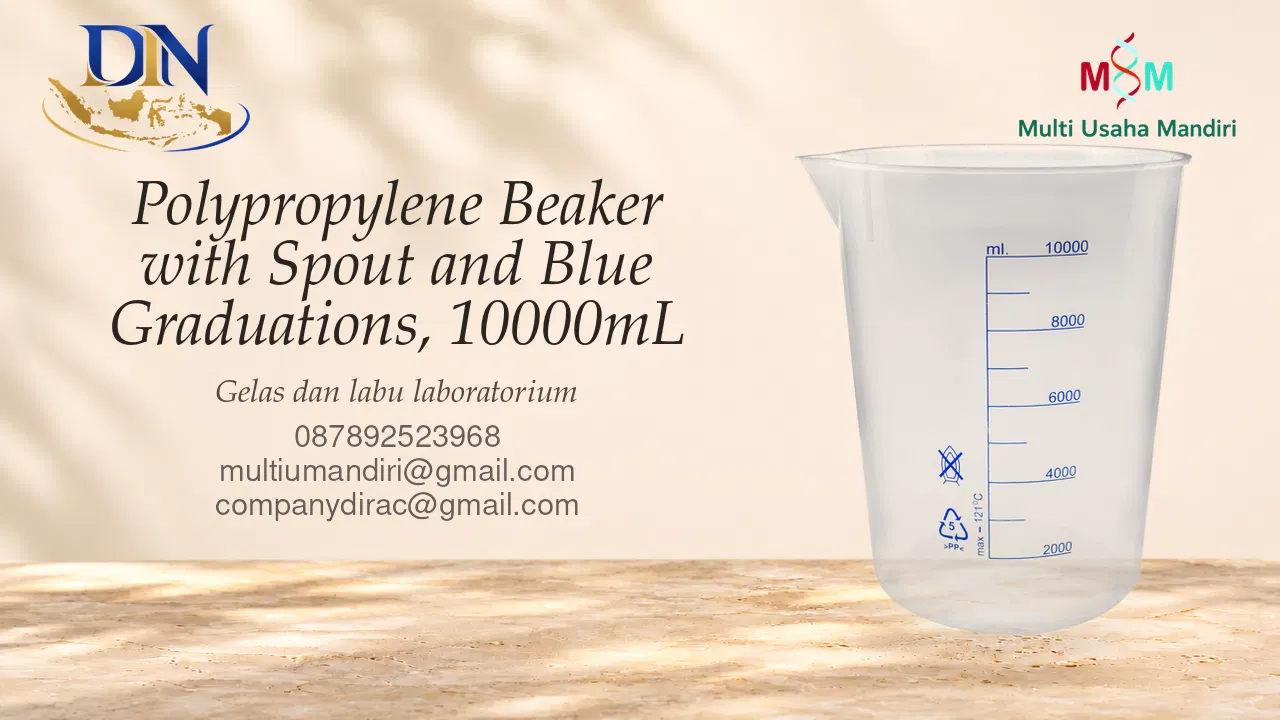 DIN
M M
Multi Usaha Mandiri
Polypropylene Beaker
with Spout and Blue
Graduations, 10000mL
Gelas dan labu laboratorium
087892523968
multiumandiri@gmail.com
companydirac@gmail.com
ml. 10000
8000
6000
4000
2000
max = 121°C
5
>PP<